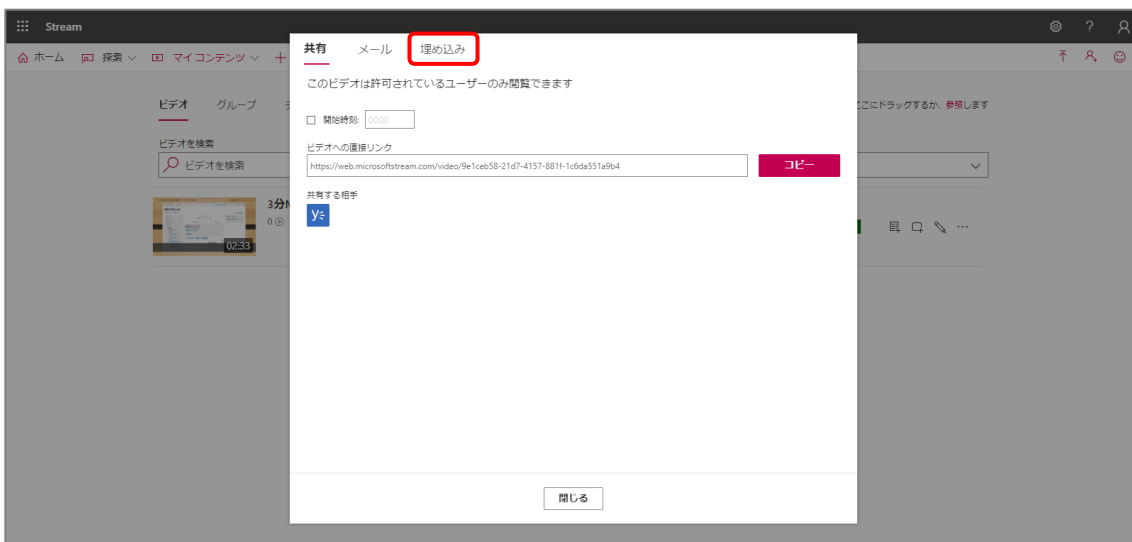 Stream
ホーム 探索 マイ コンテンツ
共有 メール 埋め込み
このビデオは許可されているユーザーのみ閲覧できます
ビデオ グループ
ここにドラッグするか、参照します
開始時刻: 00:00
ビデオを検索
ビデオへの直接リンク
ビデオを検索
https://web.microsoftstream.com/video/9e1ceb58-21d7-4157-881f-1c6da551a9b4
コピー
共有する相手
3分
0
02:33
閉じる